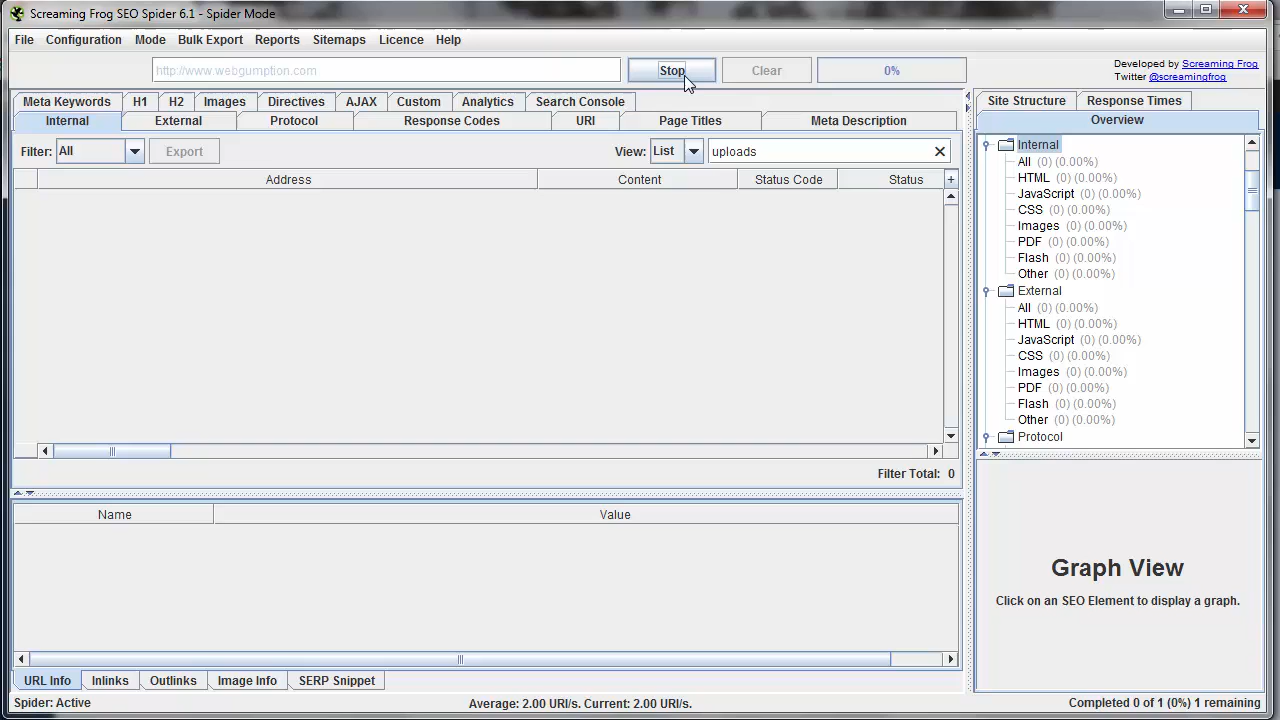 Screaming Frog SEO Spider 6.1 - Spider Mode
File Configuration Mode Bulk Export Reports Sitemaps Licence Help
http://www.webgumption.com Stop Clear 0%
Developed by Screaming Frog
Twitter @screamingfrog
Meta Keywords H1 H2 Images Directives AJAX Custom Analytics Search Console
Internal External Protocol Response Codes URI Page Titles Meta Description
Filter: All Export View: List uploads
Address Content Status Code Status +
Filter Total: 0
Name Value
URL Info Inlinks Outlinks Image Info SERP Snippet
Site Structure Response Times
Overview
Internal
All (0) (0.00%)
HTML (0) (0.00%)
JavaScript (0) (0.00%)
CSS (0) (0.00%)
Images (0) (0.00%)
PDF (0) (0.00%)
Flash (0) (0.00%)
Other (0) (0.00%)
External
All (0) (0.00%)
HTML (0) (0.00%)
JavaScript (0) (0.00%)
CSS (0) (0.00%)
Images (0) (0.00%)
PDF (0) (0.00%)
Flash (0) (0.00%)
Other (0) (0.00%)
Protocol
Graph View
Click on an SEO Element to display a graph.
Spider: Active Average: 2.00 URI/s. Current: 2.00 URI/s. Completed 0 of 1 (0%) 1 remaining